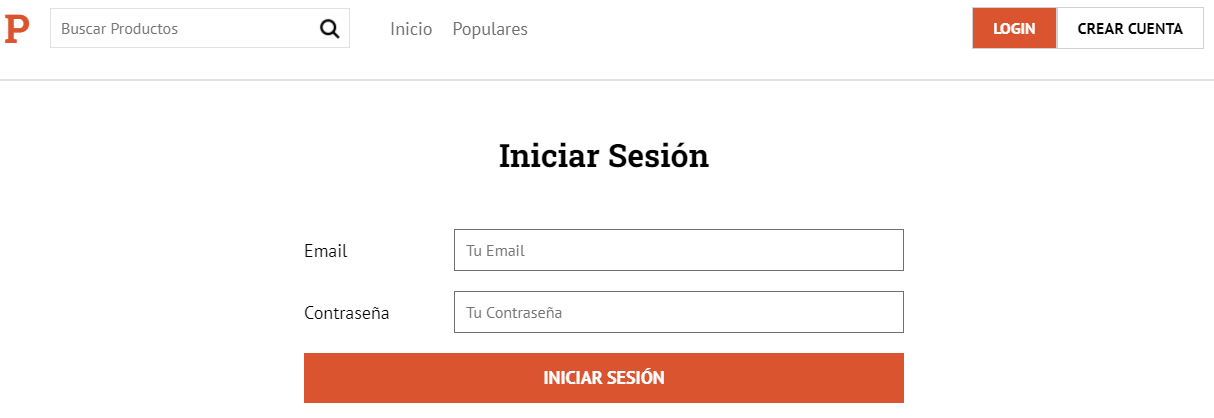 P Buscar Productos Inicio Populares LOGIN CREAR CUENTA
Iniciar Sesión
Email Tu Email
Contraseña Tu Contraseña
INICIAR SESIÓN